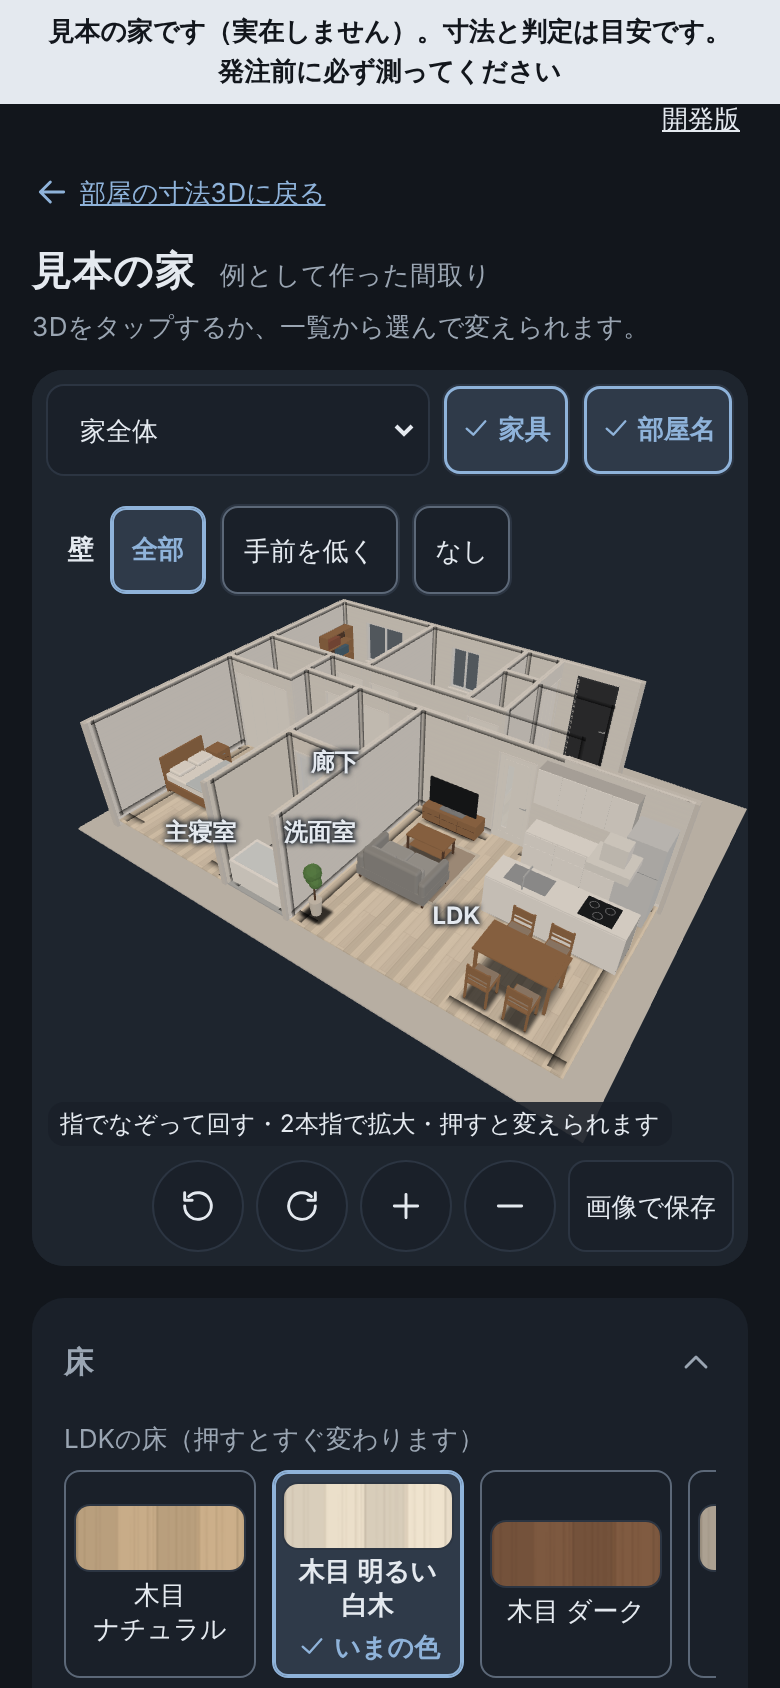 見本の家です（実在しません）。寸法と判定は目安です。
発注前に必ず測ってください
開発版
部屋の寸法3Dに戻る
見本の家 例として作った間取り
3Dをタップするか、一覧から選んで変えられます。
家全体 家具 部屋名
壁 全部 手前を低く なし
廊下
主寝室 洗面室
LDK
指でなぞって回す・2本指で拡大・押すと変えられます
画像で保存
床
LDKの床（押すとすぐ変わります）
木目
ナチュラル
木目 明るい
白木
いまの色
木目 ダーク